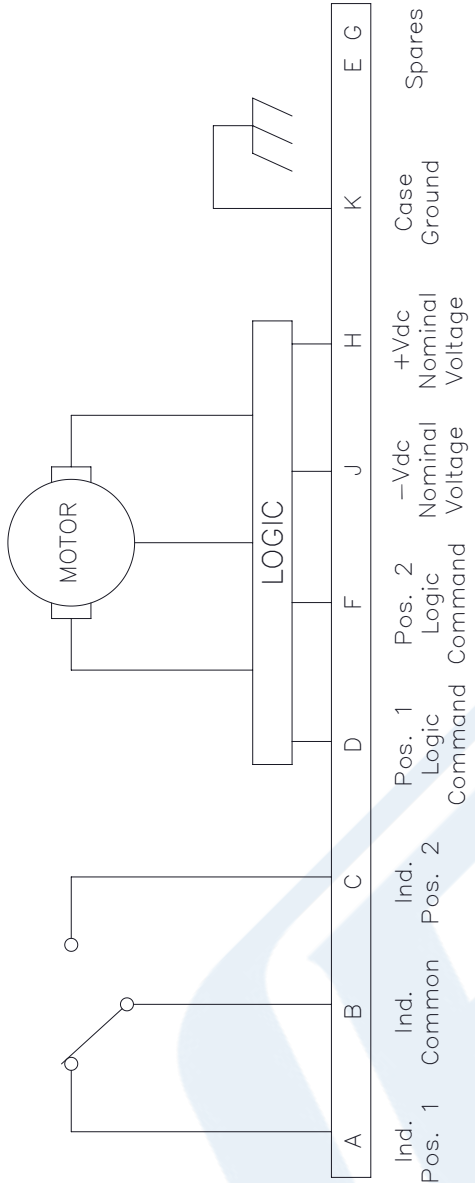 MOTOR
LOGIC
A B C D F J H K E G
Ind. Pos. 1
Ind. Common
Ind. Pos. 2
Pos. 1 Logic Command
Pos. 2 Logic Command
−Vdc Nominal Voltage
+Vdc Nominal Voltage
Case Ground
Spares